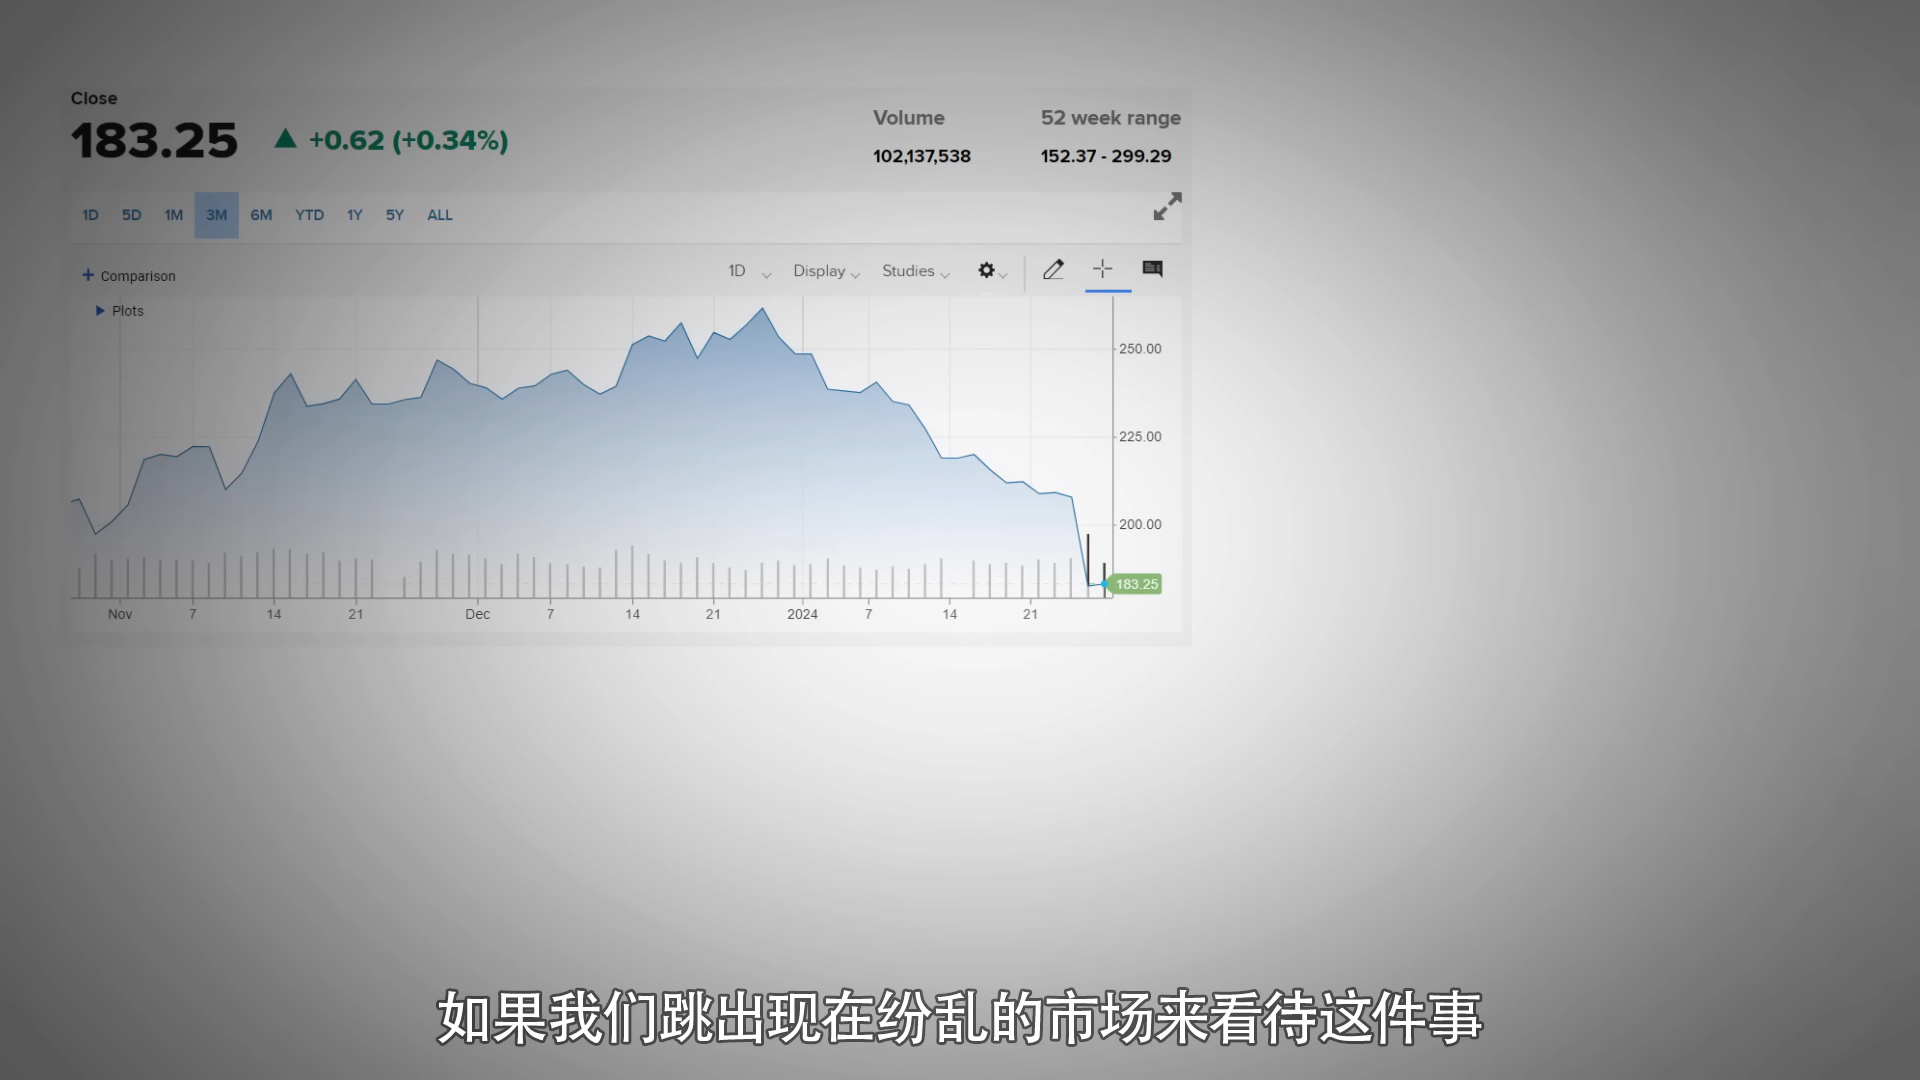 Close
183.25 ▲ +0.62 (+0.34%)
Volume 52 week range
102,137,538 152.37 - 299.29
1D 5D 1M 3M 6M YTD 1Y 5Y ALL
+ Comparison 1D Display Studies
Plots
250.00
225.00
200.00
183.25
Nov 7 14 21 Dec 7 14 21 2024 7 14 21
如果我们跳出现在纷乱的市场来看待这件事